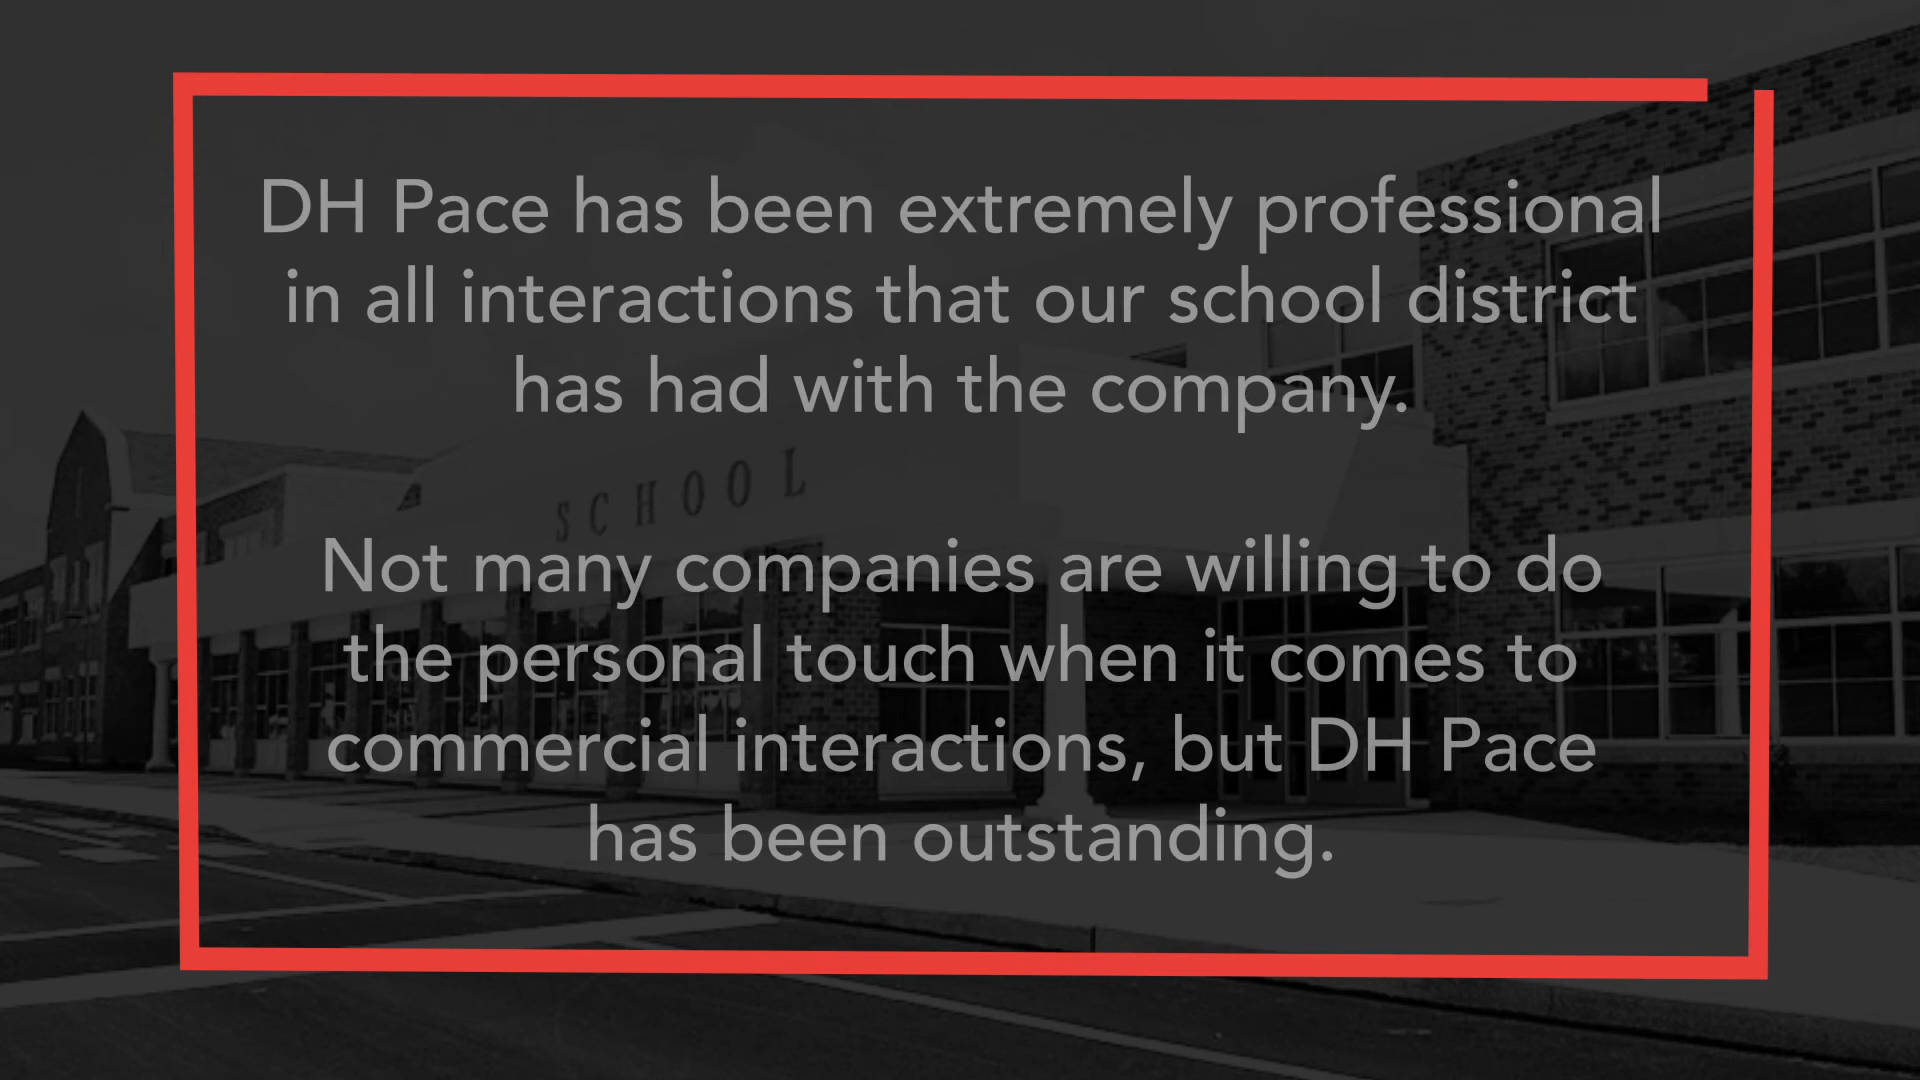 DH Pace has been extremely professional
in all interactions that our school district
has had with the company.
SCHOOL
Not many companies are willing to do
the personal touch when it comes to
commercial interactions, but DH Pace
has been outstanding.